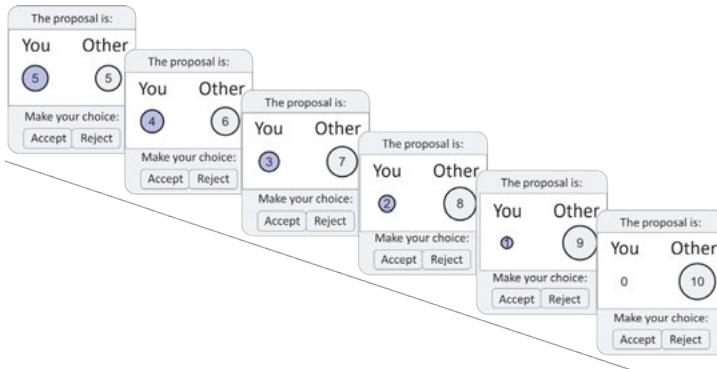 The proposal is:
You Other
5 5
Make your choice:
Accept Reject
The proposal is:
You Other
4 6
Make your choice:
Accept Reject
The proposal is:
You Other
3 7
Make your choice:
Accept Reject
The proposal is:
You Other
2 8
Make your choice:
Accept Reject
The proposal is:
You Other
1 9
Make your choice:
Accept Reject
The proposal is:
You Other
0 10
Make your choice:
Accept Reject